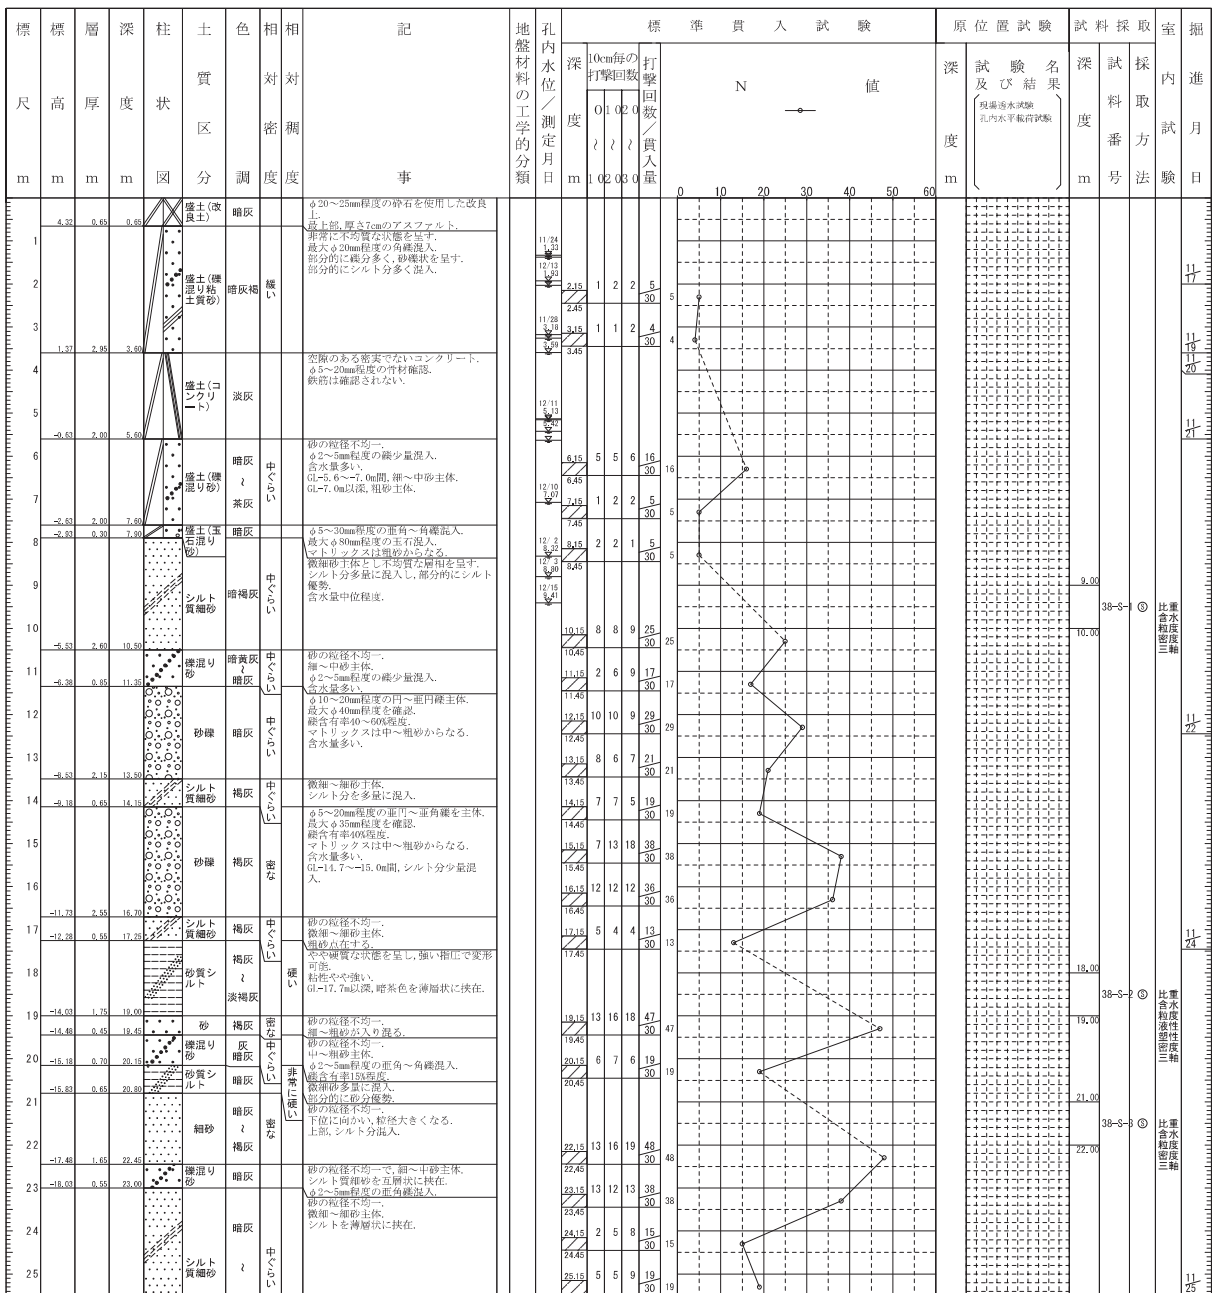 標尺 m
標高 m
層厚 m
深度 m
柱状図
土質区分
色調
相対密度
相対稠度
記事
地盤材料の工学的分類
孔内水位/測定月日
標準貫入試験
深度 m
10cm毎の
打撃回数
0 10 20
~ ~ ~
10 20 30
打撃回数/貫入量
N 値
0 10 20 30 40 50 60
原位置試験
深度 m
試験名
及び結果
現場透水試験
孔内水平載荷試験
試料採取
深度 m
試料番号
採取方法
室内試験
掘進月日
4.32 0.65 0.65
盛土(改
良土)
暗灰
φ20~25mm程度の砕石を使用した改良
土.
最上部,厚さ7cmのアスファルト.
1
2
3
1.37 2.95 3.60
盛土(礫
混り粘
土質砂)
暗灰褐
緩い
非常に不均質な状態を呈す.
最大φ20mm程度の角礫混入.
部分的に礫分多く,砂礫状を呈す.
部分的にシルト分多く混入.
11/24
1.33
12/13
1.93
11/28
3.18
3.59
2.15 1 2 2 5
2.45 30 5
3.15 1 1 2 4
3.45 30 4
11
17
11
19
11
20
4
5
-0.63 2.00 5.60
盛土(コ
ンクリ
ート)
淡灰
空隙のある密実でないコンクリート.
φ5~20mm程度の骨材確認.
鉄筋は確認されない.
12/11
5.13
5.42
11
21
6
7
-2.63 2.00 7.60
盛土(礫
混り砂)
暗灰
~
茶灰
中ぐらい
砂の粒径不均一.
φ2~5mm程度の礫少量混入.
含水量多い.
GL-5.6~-7.0m間,細~中砂主体.
GL-7.0m以深,粗砂主体.
12/10
7.07
6.15 5 5 6 16
6.45 30 16
7.15 1 2 2 5
7.45 30 5
8
-2.93 0.30 7.90
盛土(玉
石混り
砂)
暗灰
φ5~30mm程度の亜角~角礫混入.
最大φ80mm程度の玉石混入.
マトリックスは粗砂からなる.
12/ 2
8.32
12/ 3
8.80
12/15
9.41
8.15 2 2 1 5
8.45 30 5
9
10
-5.53 2.60 10.50
シルト
質細砂
暗褐灰
中ぐらい
微細砂主体とし不均質な層相を呈す.
シルト分多量に混入し,部分的にシルト
優勢.
含水量中位程度.
10.15 8 8 9 25
10.45 30 25
9.00
10.00
38-S-1 Ⓢ
比重
含水
粒度
密度
三軸
11
-6.38 0.85 11.35
礫混り
砂
暗黄灰
~
暗灰
中ぐらい
砂の粒径不均一.
細~中砂主体.
φ2~5mm程度の礫少量混入.
含水量多い.
11.15 2 6 9 17
11.45 30 17
12
13
-8.53 2.15 13.50
砂礫
暗灰
中ぐらい
φ10~20mm程度の円~亜円礫主体.
最大φ40mm程度を確認.
礫含有率40~60%程度.
マトリックスは中~粗砂からなる.
含水量多い.
12.15 10 10 9 29
12.45 30 29
13.15 8 6 7 21
13.45 30 21
11
22
14
-9.18 0.65 14.15
シルト
質細砂
褐灰
中ぐらい
微細~細砂主体.
シルト分を多量に混入.
14.15 7 7 5 19
14.45 30 19
15
16
-11.73 2.55 16.70
砂礫
褐灰
密な
φ5~20mm程度の亜円~亜角礫を主体.
最大φ35mm程度を確認.
礫含有率40%程度.
マトリックスは中~粗砂からなる.
含水量多い.
GL-14.7~-15.0m間,シルト分少量混
入.
15.15 7 13 18 38
15.45 30 38
16.15 12 12 12 36
16.45 30 36
17
-12.28 0.55 17.25
シルト
質細砂
褐灰
中ぐらい
砂の粒径不均一.
微細~細砂主体.
粗砂点在する.
17.15 5 4 4 13
17.45 30 13
11
24
18
19
-14.03 1.75 19.00
砂質シ
ルト
褐灰
~
淡褐灰
硬い
やや硬質な状態を呈し,強い指圧で変形
可能.
粘性やや強い.
GL-17.7m以深,暗茶色を薄層状に挟在.
18.00
19.00
38-S-2 Ⓢ
比重
含水
粒度
液性
塑性
密度
三軸
-14.48 0.45 19.45
砂
褐灰
密な
砂の粒径不均一.
細~粗砂が入り混る.
19.15 13 16 18 47
19.45 30 47
20
-15.18 0.70 20.15
礫混り
砂
灰
暗灰
中ぐらい
砂の粒径不均一.
中~粗砂主体.
φ2~5mm程度の亜角~角礫混入.
礫含有率15%程度.
20.15 6 7 6 19
20.45 30 19
-15.83 0.65 20.80
砂質シ
ルト
暗灰
非常に硬い
微細砂多量に混入.
部分的に砂分優勢.
21
22
-17.48 1.65 22.45
細砂
暗灰
~
褐灰
密な
砂の粒径不均一.
下位に向かい,粒径大きくなる.
上部,シルト分混入.
22.15 13 16 19 48
22.45 30 48
21.00
22.00
38-S-3 Ⓢ
比重
含水
粒度
密度
三軸
23
-18.03 0.55 23.00
礫混り
砂
暗灰
砂の粒径不均一で,細~中砂主体.
シルト質細砂を互層状に挟在.
φ2~5mm程度の亜角礫混入.
23.15 13 12 13 38
23.45 30 38
24
25
シルト
質細砂
暗灰
~
中ぐらい
砂の粒径不均一.
微細~細砂主体.
シルトを薄層状に挟在.
24.15 2 5 8 15
24.45 30 15
25.15 5 5 9 19
30 19
11
25